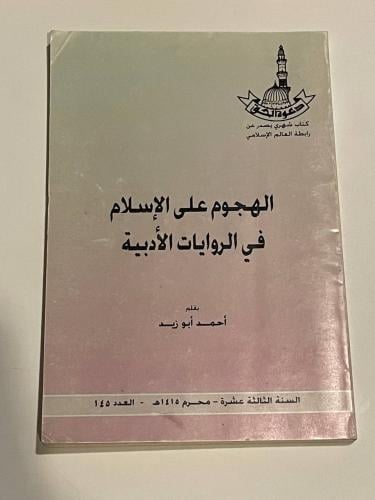 دعوة الحق
كتاب شهري يصدر عن
رابطة العالم الإسلامي
الهجوم على الإسلام
في الروايات الأدبية
بقلم
أحمد أبو زيد
السنة الثالثة عشرة - محرم ١٤١٥هـ - العدد ١٤٥